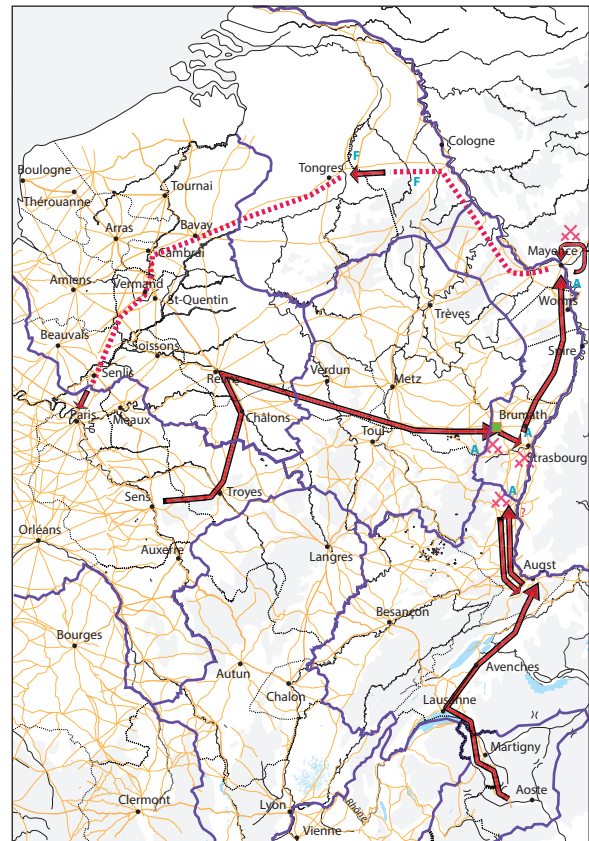 Cologne
F
Tongres
F
Boulogne
Tournai
Thérouanne
Bavay
Arras
Cambrai
Mayence
A
Amiens
Vermand
St-Quentin
Worms
Trèves
Beauvais
Soissons
Spire
Senlis
Reims
Verdun
Metz
Paris
Meaux
Châlons
Brumath
A
Toul
A
Strasbourg
Sens
Troyes
A
?
Orléans
Auxerre
Langres
Augst
Besançon
Bourges
Autun
Avenches
Chalon
Lausanne
Martigny
Clermont
Lyon
Rhône
Aoste
Vienne